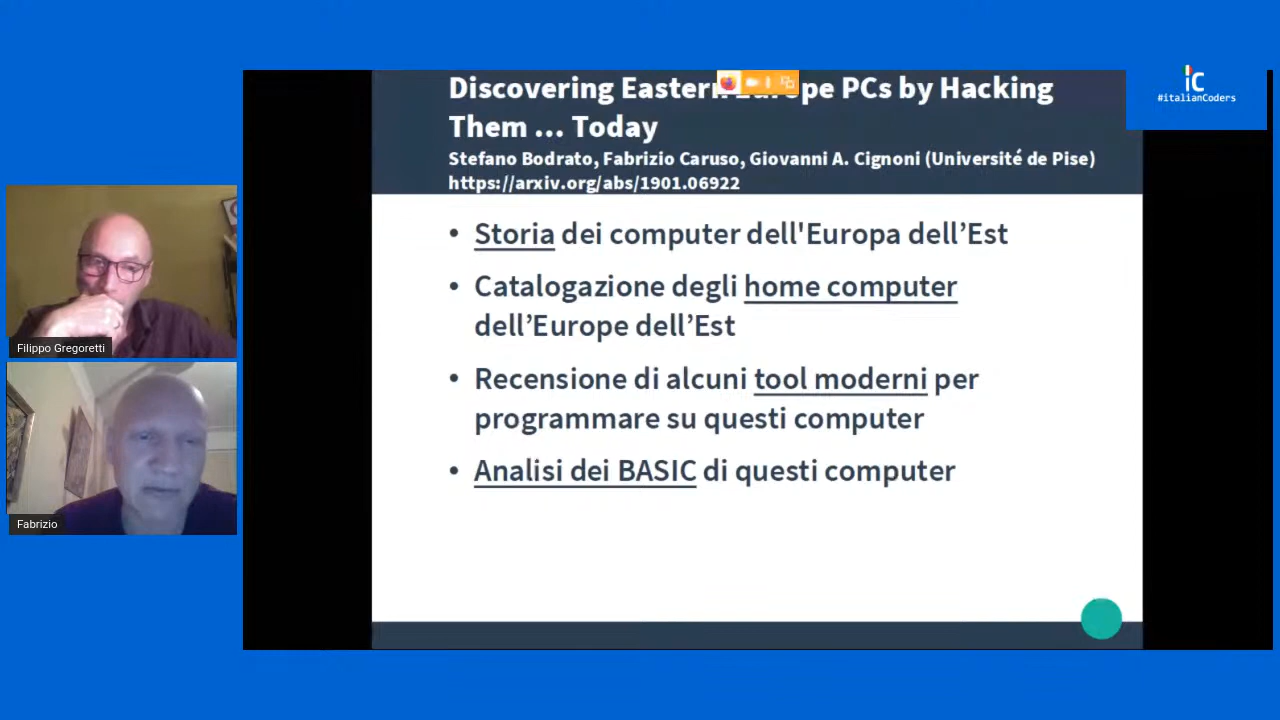 Discovering Eastern Europe PCs by Hacking
Them ... Today
Stefano Bodrato, Fabrizio Caruso, Giovanni A. Cignoni (Université de Pise)
https://arxiv.org/abs/1901.06922
• Storia dei computer dell'Europa dell’Est
• Catalogazione degli home computer
dell’Europe dell’Est
• Recensione di alcuni tool moderni per
programmare su questi computer
• Analisi dei BASIC di questi computer
ic
#italianCoders
Filippo Gregoretti
Fabrizio